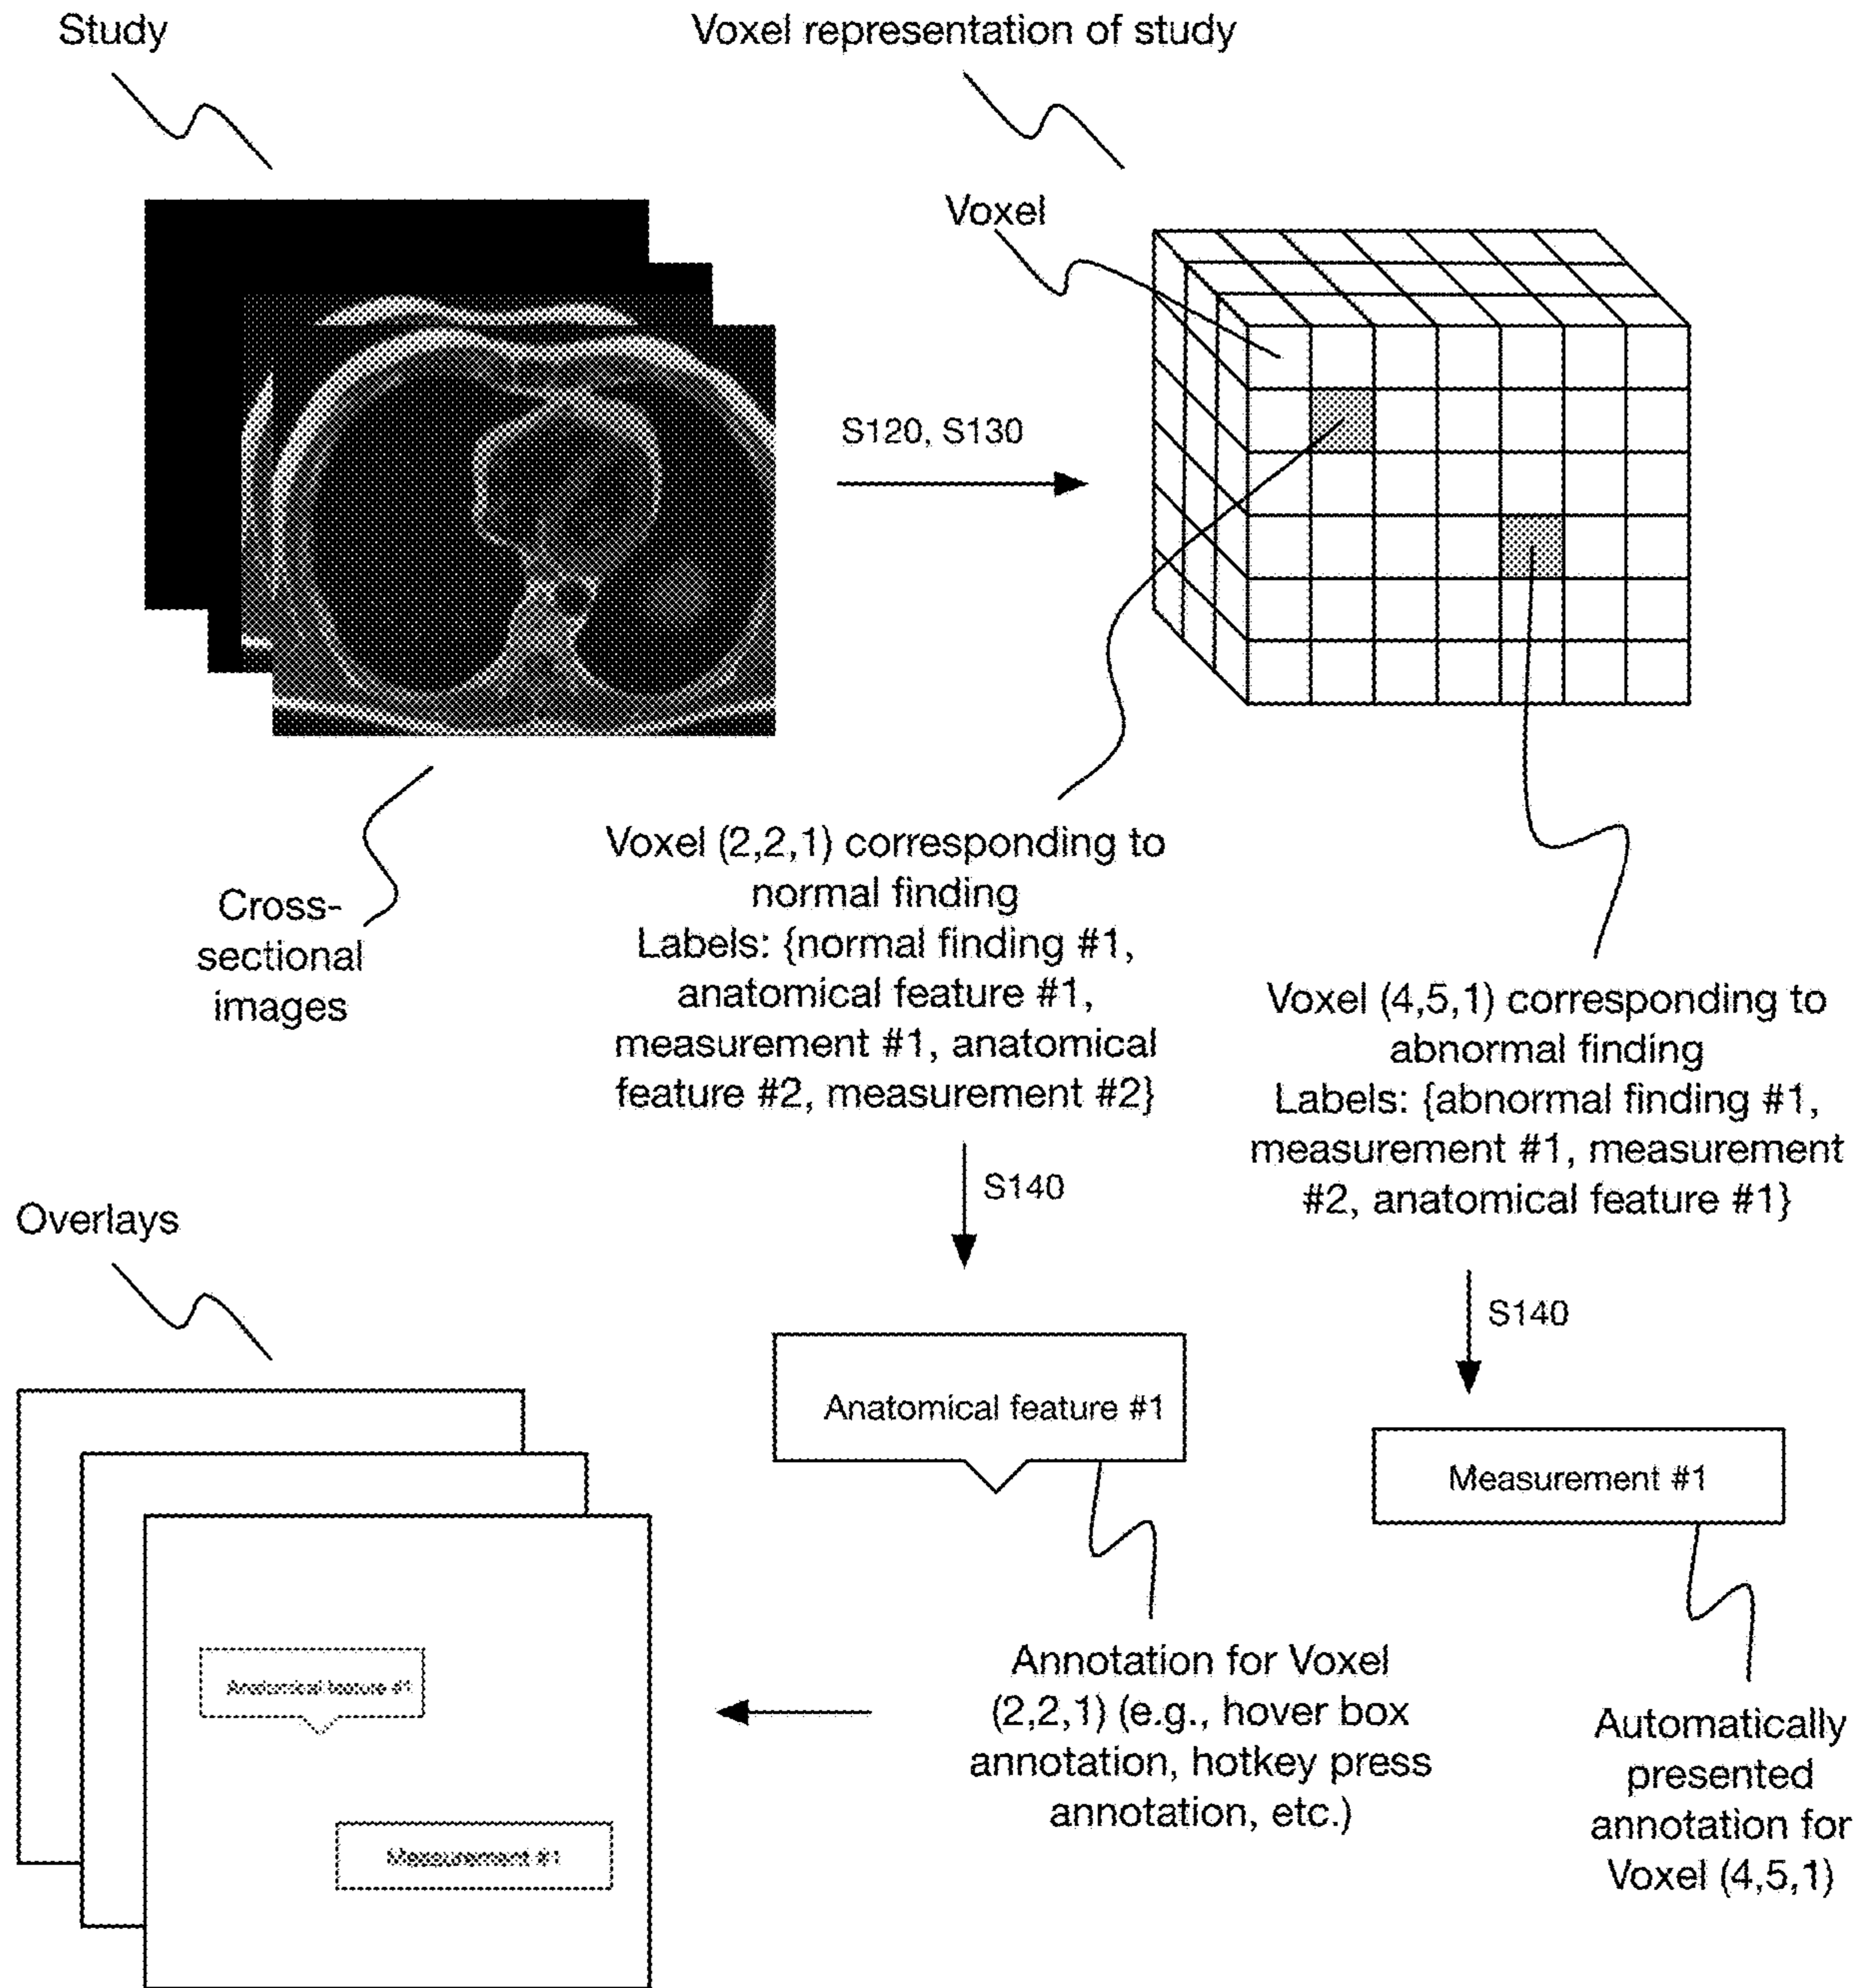 Study
Voxel representation of study
Voxel
S120, S130
Cross-
sectional
images
Voxel (2,2,1) corresponding to
normal finding
Labels: {normal finding #1,
anatomical feature #1,
measurement #1, anatomical
feature #2, measurement #2}
Voxel (4,5,1) corresponding to
abnormal finding
Labels: {abnormal finding #1,
measurement #1, measurement
#2, anatomical feature #1}
S140
S140
Overlays
Anatomical feature #1
Measurement #1
Anatomical feature #1
Measurement #1
Annotation for Voxel
(2,2,1) (e.g., hover box
annotation, hotkey press
annotation, etc.)
Automatically
presented
annotation for
Voxel (4,5,1)